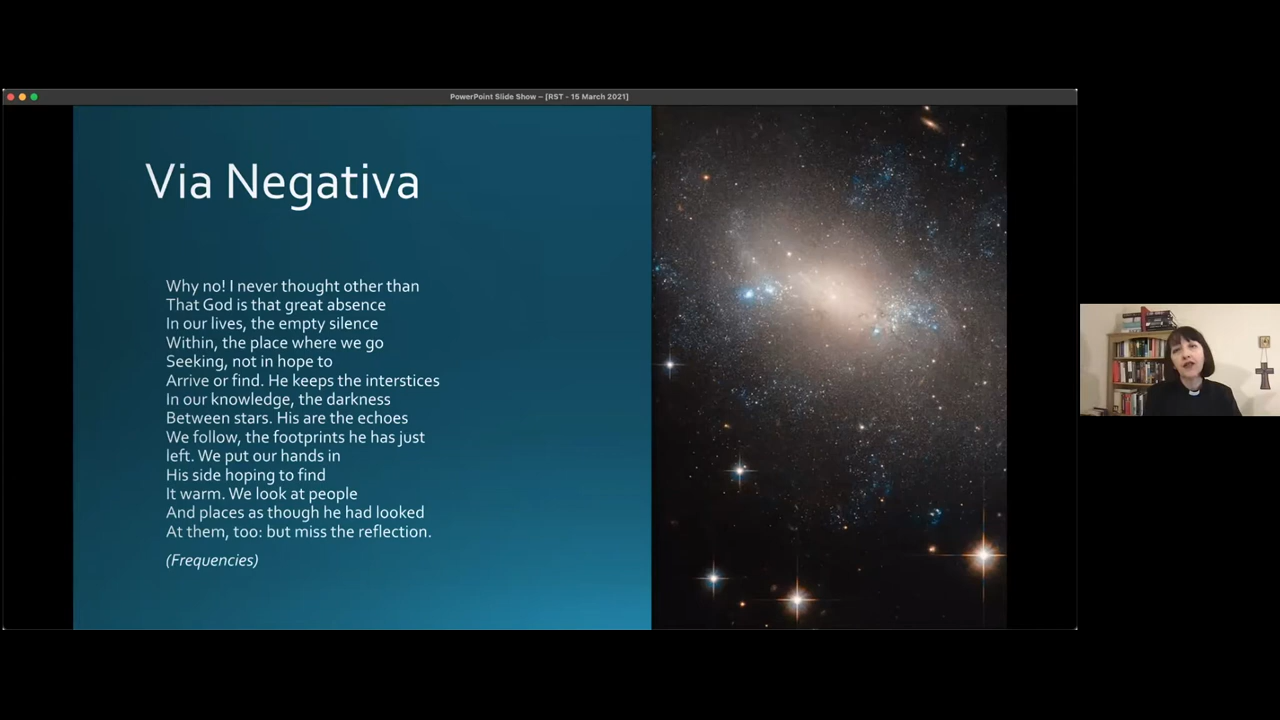 PowerPoint Slide Show – [RST - 15 March 2021]
Via Negativa
Why no! I never thought other than
That God is that great absence
In our lives, the empty silence
Within, the place where we go
Seeking, not in hope to
Arrive or find. He keeps the interstices
In our knowledge, the darkness
Between stars. His are the echoes
We follow, the footprints he has just
left. We put our hands in
His side hoping to find
It warm. We look at people
And places as though he had looked
At them, too: but miss the reflection.
(Frequencies)